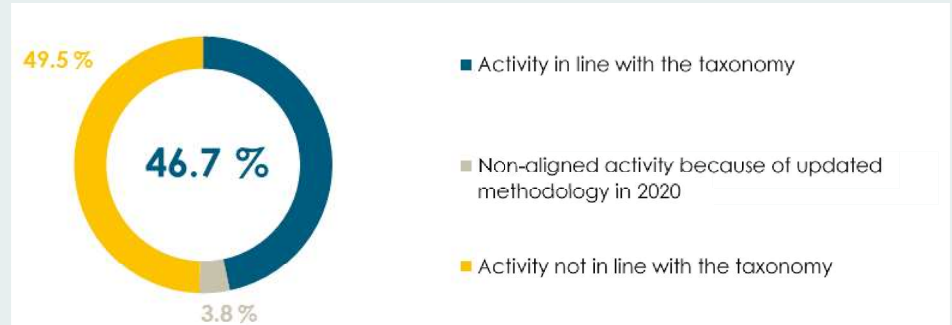 49.5 %
46.7 %
3.8 %
Activity in line with the taxonomy
Non-aligned activity because of updated
methodology in 2020
Activity not in line with the taxonomy